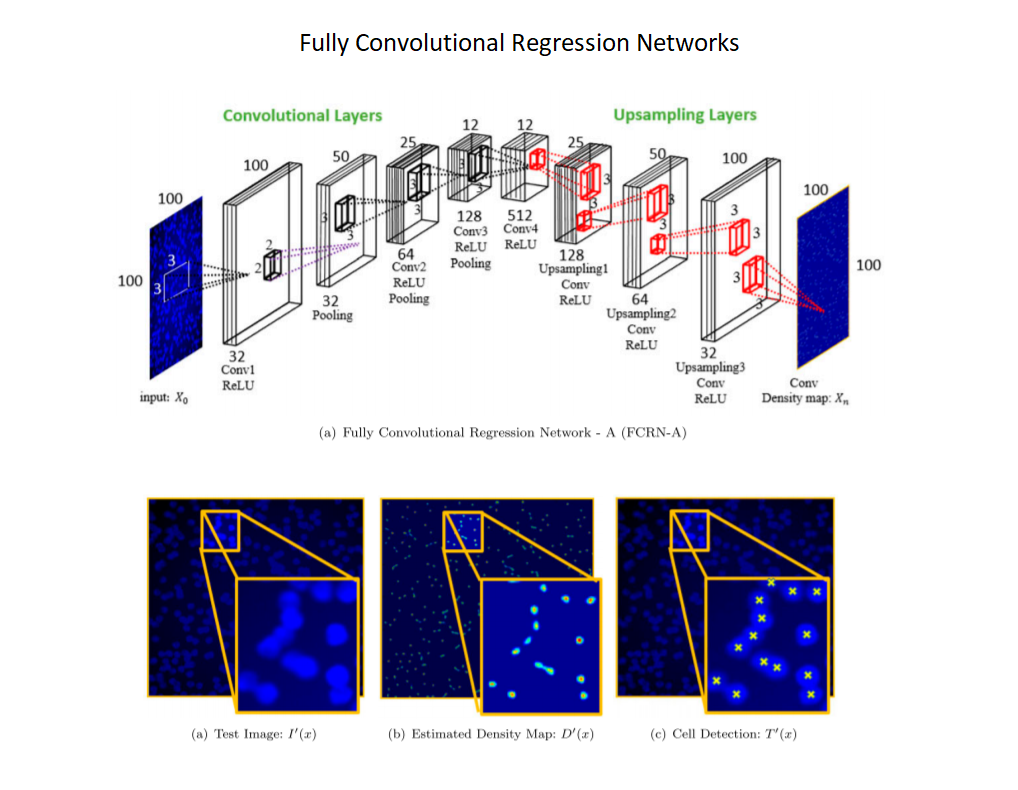 Fully Convolutional Regression Networks
Convolutional Layers
Upsampling Layers
100
100
3
3
input: X₀
100
2
2
32
Conv1
ReLU
50
3
3
32
Pooling
25
3
3
64
Conv2
ReLU
Pooling
12
3
3
128
Conv3
ReLU
Pooling
12
512
Conv4
ReLU
25
3
3
128
Upsampling1
Conv
ReLU
50
3
3
64
Upsampling2
Conv
ReLU
100
3
3
3
3
32
Upsampling3
Conv
ReLU
100
100
Conv
Density map: Xₙ
(a) Fully Convolutional Regression Network - A (FCRN-A)
(a) Test Image: I′(x)
(b) Estimated Density Map: D′(x)
(c) Cell Detection: T′(x)